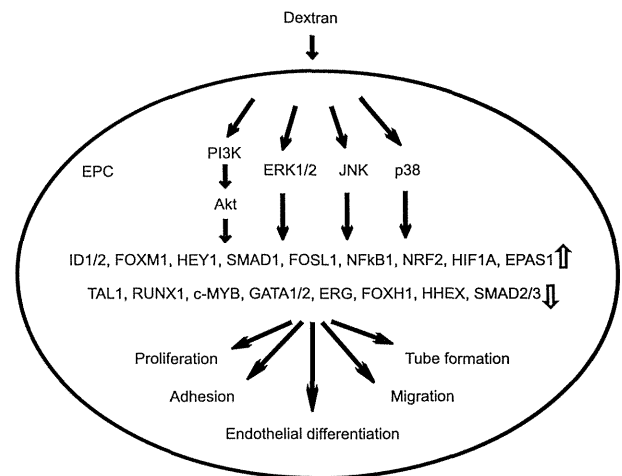 Dextran
EPC
PI3K
ERK1/2 JNK p38
Akt
ID1/2, FOXM1, HEY1, SMAD1, FOSL1, NFkB1, NRF2, HIF1A, EPAS1
TAL1, RUNX1, c-MYB, GATA1/2, ERG, FOXH1, HHEX, SMAD2/3
Proliferation Tube formation
Adhesion Migration
Endothelial differentiation